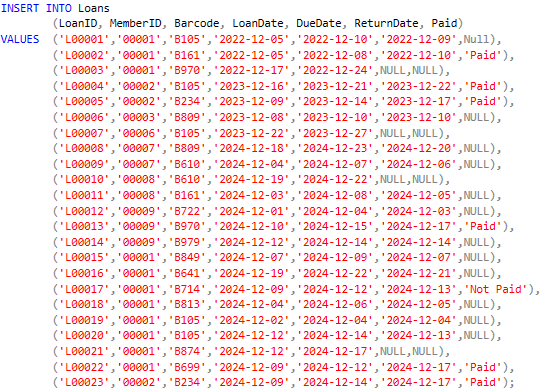 INSERT INTO Loans
(LoanID, MemberID, Barcode, LoanDate, DueDate, ReturnDate, Paid)
VALUES ('L00001','00001','B105','2022-12-05','2022-12-10','2022-12-09',Null),
('L00002','00001','B161','2022-12-05','2022-12-08','2022-12-10','Paid'),
('L00003','00001','B970','2022-12-17','2022-12-24',NULL,NULL),
('L00004','00002','B105','2023-12-16','2023-12-21','2023-12-22','Paid'),
('L00005','00002','B234','2023-12-09','2023-12-14','2023-12-17','Paid'),
('L00006','00003','B809','2023-12-08','2023-12-10','2023-12-10',NULL),
('L00007','00006','B105','2023-12-22','2023-12-27',NULL,NULL),
('L00008','00007','B809','2024-12-18','2024-12-23','2024-12-20',NULL),
('L00009','00007','B610','2024-12-04','2024-12-07','2024-12-06',NULL),
('L00010','00008','B610','2024-12-19','2024-12-22',NULL,NULL),
('L00011','00008','B161','2024-12-03','2024-12-08','2024-12-05',NULL),
('L00012','00009','B722','2024-12-01','2024-12-04','2024-12-03',NULL),
('L00013','00009','B970','2024-12-10','2024-12-15','2024-12-17','Paid'),
('L00014','00009','B979','2024-12-12','2024-12-14','2024-12-14',NULL),
('L00015','00001','B849','2024-12-07','2024-12-09','2024-12-07',NULL),
('L00016','00001','B641','2024-12-19','2024-12-22','2024-12-21',NULL),
('L00017','00001','B714','2024-12-09','2024-12-12','2024-12-13','Not Paid'),
('L00018','00001','B813','2024-12-04','2024-12-06','2024-12-05',NULL),
('L00019','00001','B105','2024-12-02','2024-12-04','2024-12-04',NULL),
('L00020','00001','B105','2024-12-12','2024-12-14','2024-12-13',NULL),
('L00021','00001','B874','2024-12-12','2024-12-17',NULL,NULL),
('L00022','00001','B699','2024-12-09','2024-12-12','2024-12-17','Paid'),
('L00023','00002','B234','2024-12-09','2024-12-14','2024-12-17','Paid');